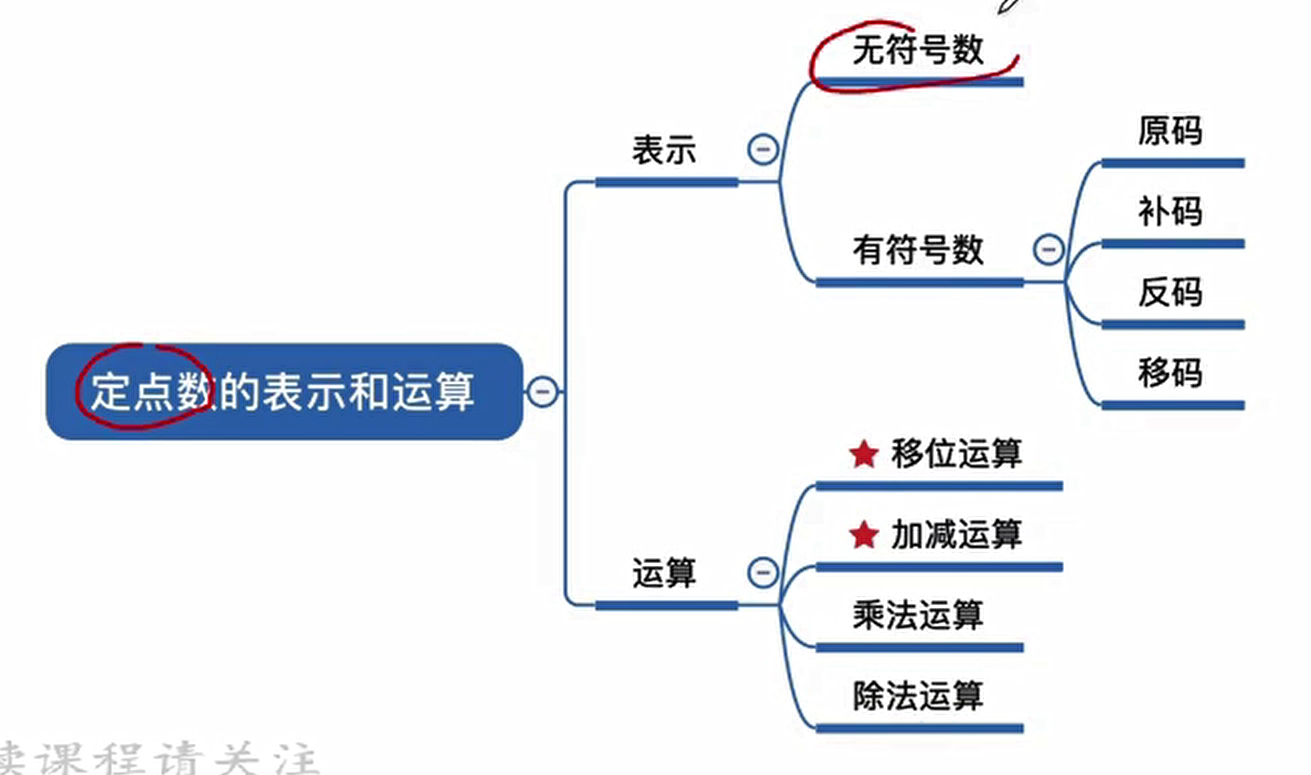 无符号数
表示
原码
补码
有符号数
反码
移码
定点数的表示和运算
★ 移位运算
★ 加减运算
运算
乘法运算
除法运算
续课程请关注